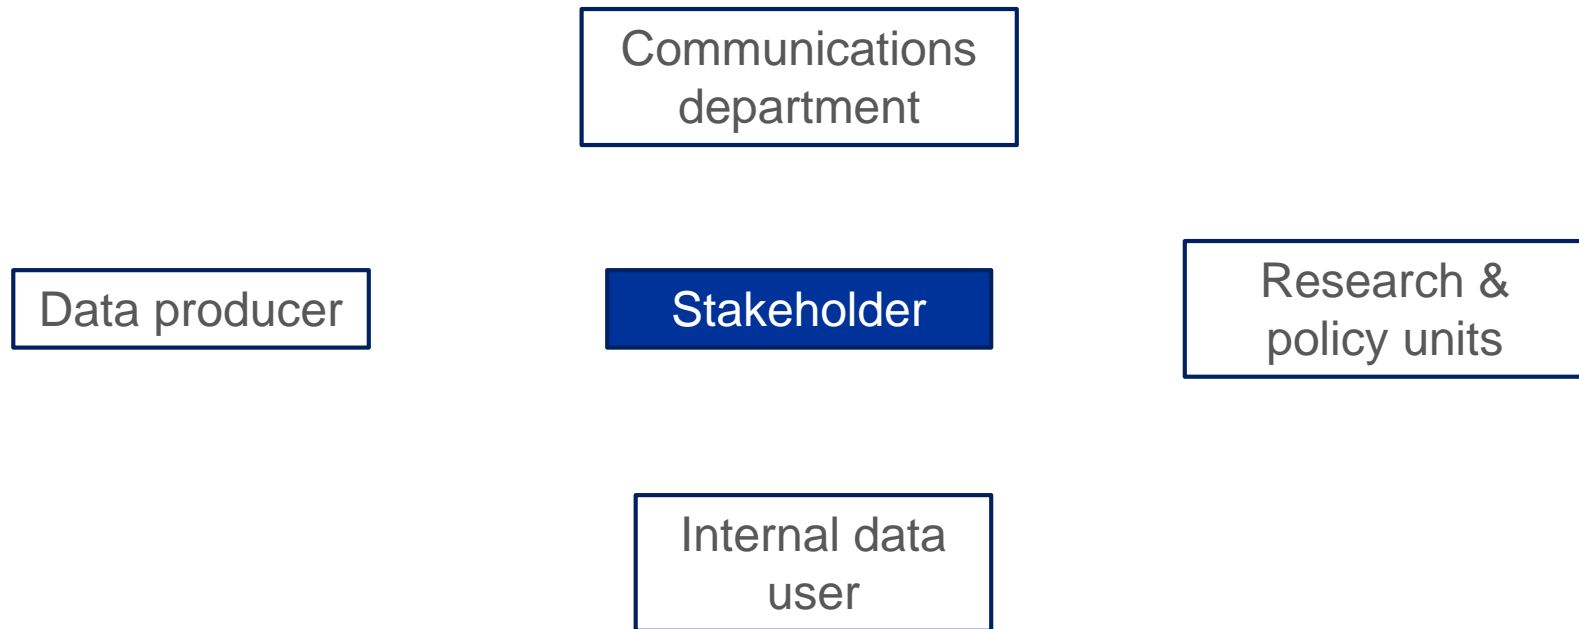 Communications
department
Data producer
Stakeholder
Research &
policy units
Internal data
user